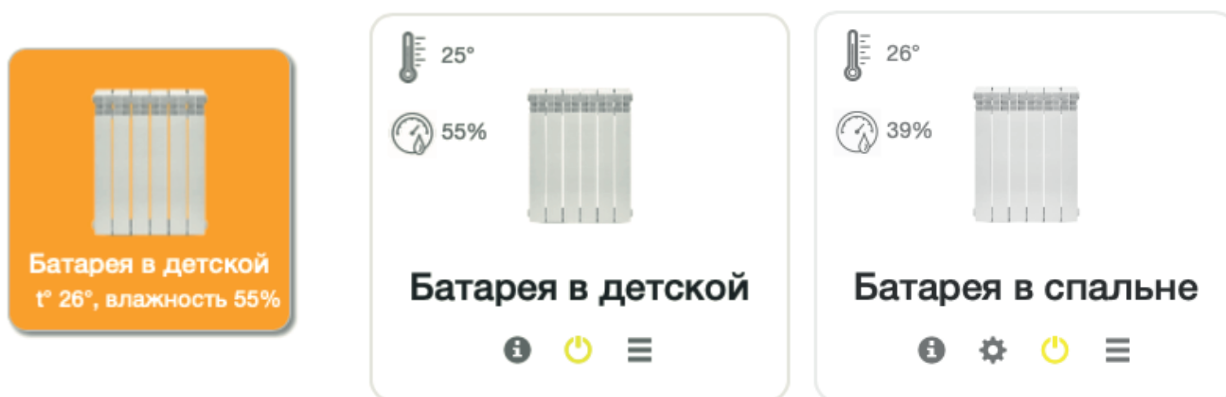 Батарея в детской
t° 26°, влажность 55%
25°
55%
Батарея в детской
26°
39%
Батарея в спальне